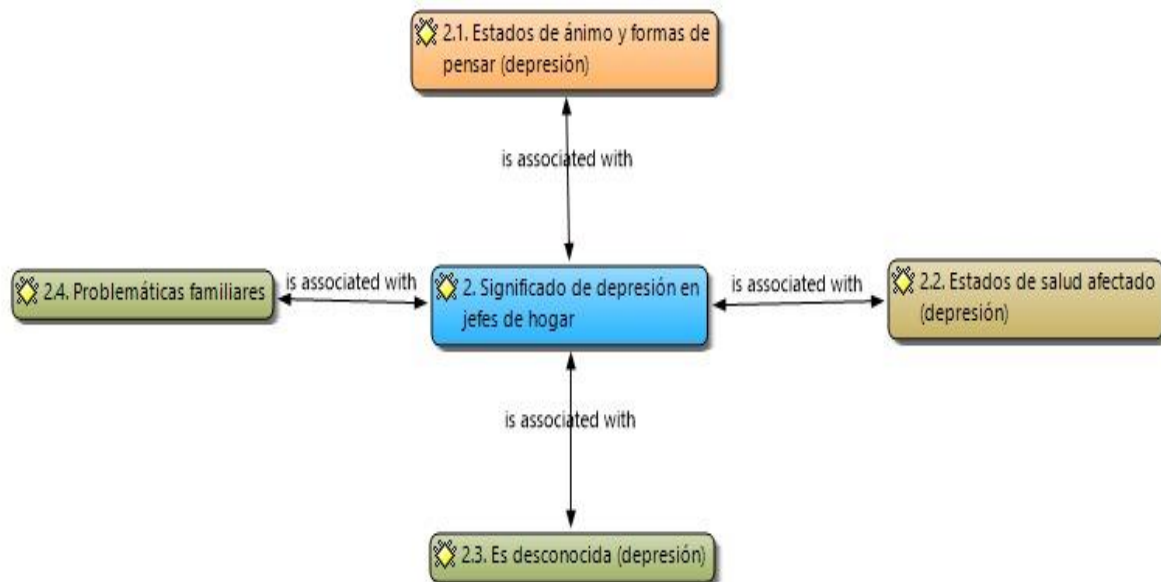 2.1. Estados de ánimo y formas de
pensar (depresión)
is associated with
2.4. Problemáticas familiares
is associated with
2. Significado de depresión en
jefes de hogar
is associated with
2.2. Estados de salud afectado
(depresión)
is associated with
2.3. Es desconocida (depresión)